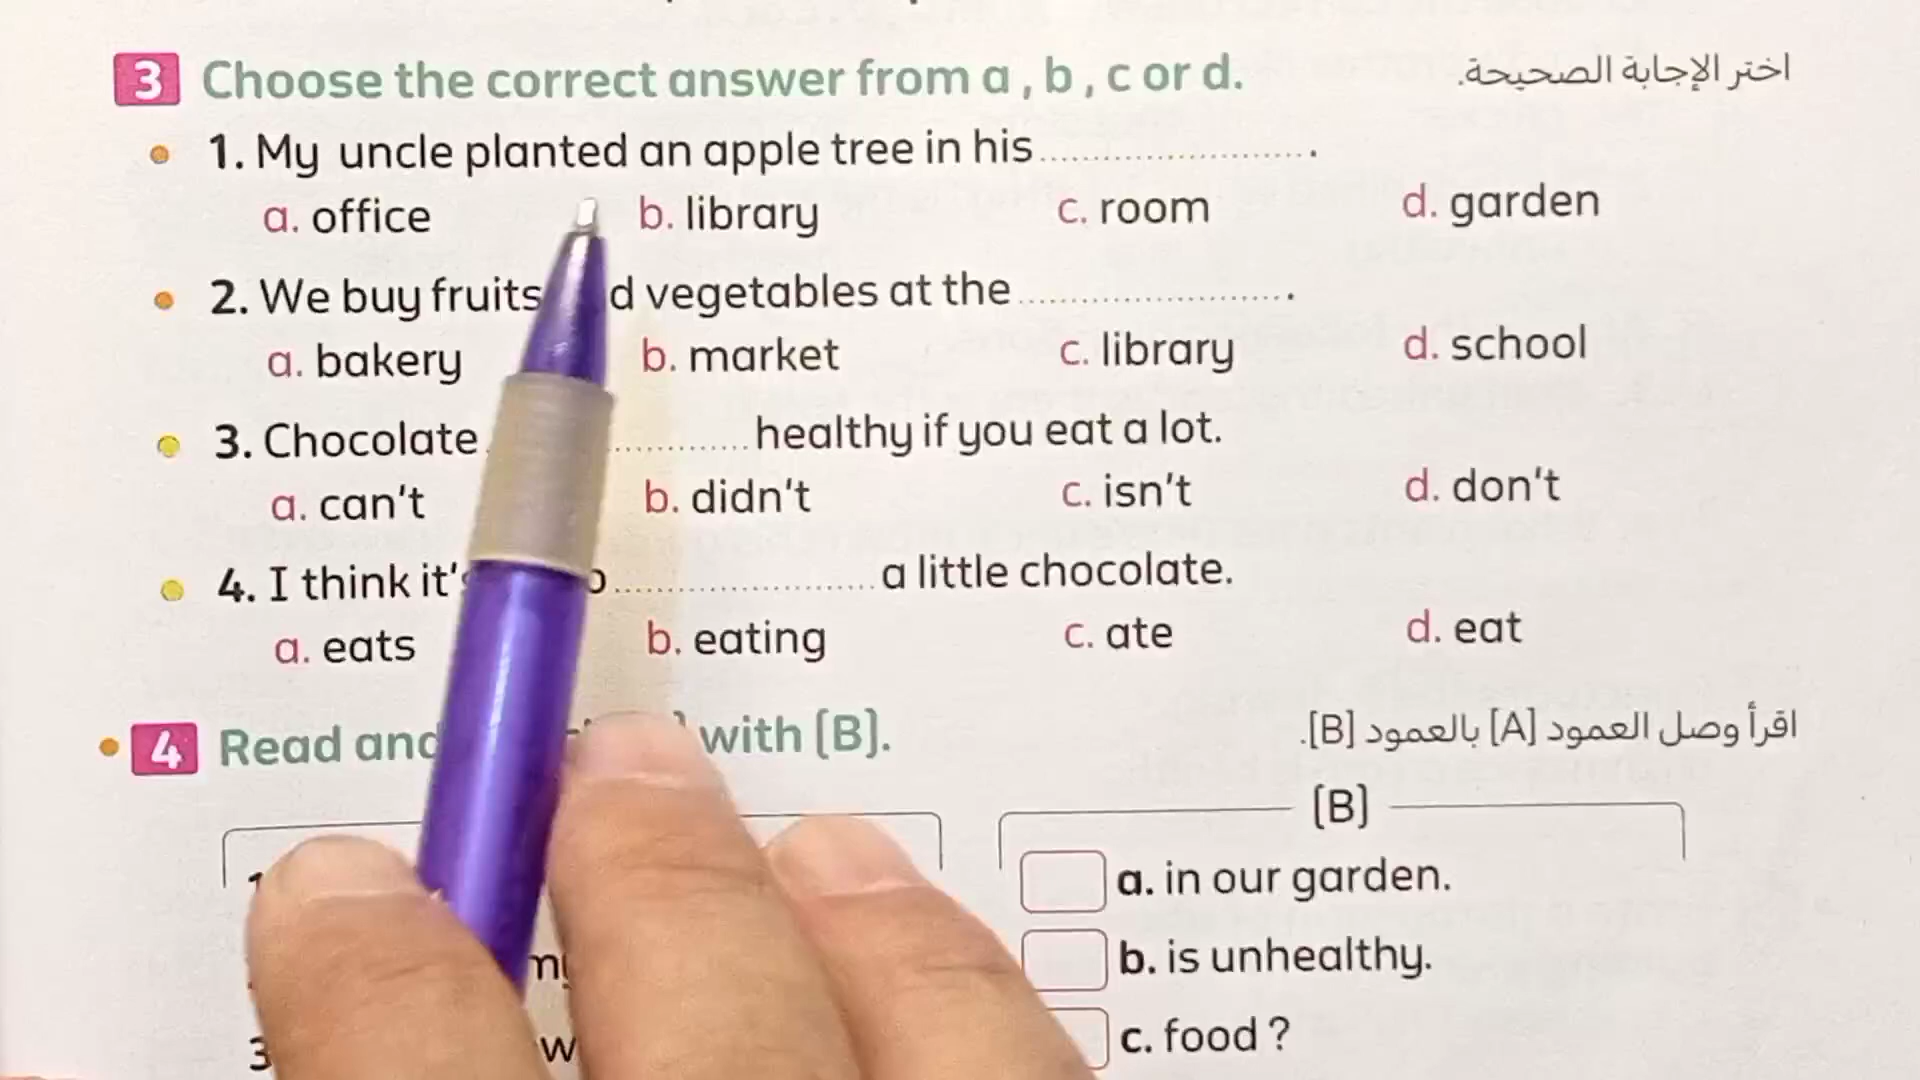 3 Choose the correct answer from a , b , c or d. اختر الإجابة الصحيحة.
1. My uncle planted an apple tree in his ........................ .
a. office b. library c. room d. garden
2. We buy fruits d vegetables at the ........................ .
a. bakery b. market c. library d. school
3. Chocolate ............ healthy if you eat a lot.
a. can't b. didn't c. isn't d. don't
4. I think it's ........................ a little chocolate.
a. eats b. eating c. ate d. eat
4 Read and with [B]. اقرأ وصل العمود [A] بالعمود [B].
[B]
a. in our garden.
b. is unhealthy.
3 c. food ?